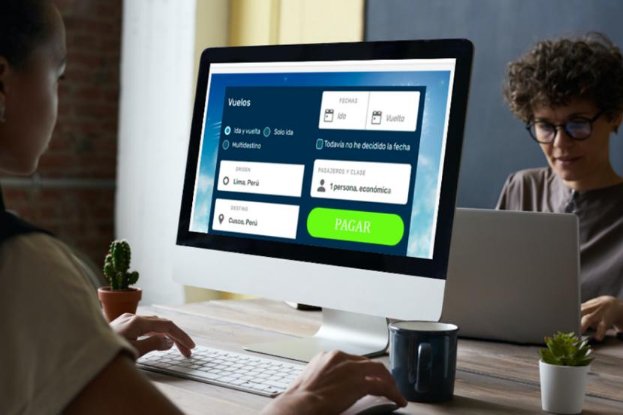 Vuelos
FECHAS
Ida
Vuelta
Ida y vuelta
Solo ida
Multidestino
Todavía no he decidido la fecha
ORIGEN
Lima, Perú
PASAJEROS Y CLASE
1 persona, económica
DESTINO
Cusco, Perú
PAGAR